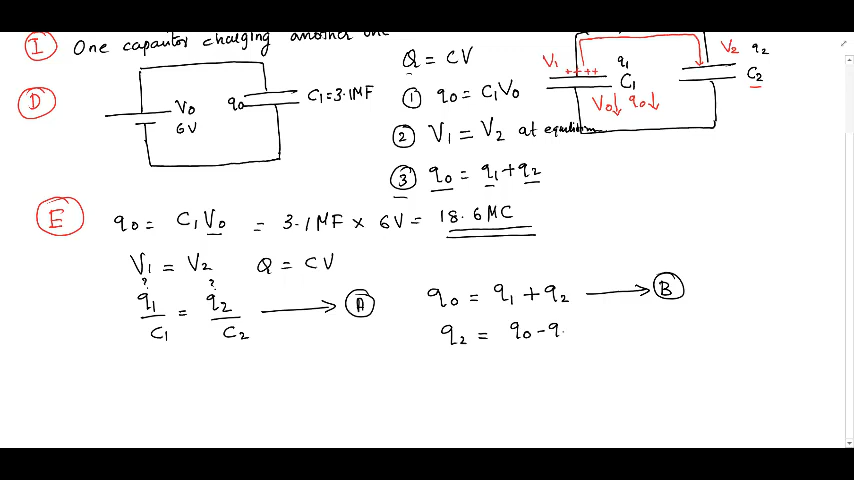 I One capacitor charging another one
D V0 6V q0 C1 = 3.1MF
Q = CV
1 q0 = C1V0
2 V1 = V2 at equilibrium
3 q0 = q1 + q2
V1 ++++ q1 C1 V0↓ q0↓
V2 q2 C2
E q0 = C1V0 = 3.1MF × 6V = 18.6MC
V1 = V2 Q = CV
? ?
q1/C1 = q2/C2 → A
q0 = q1 + q2 → B
q2 = q0 - q